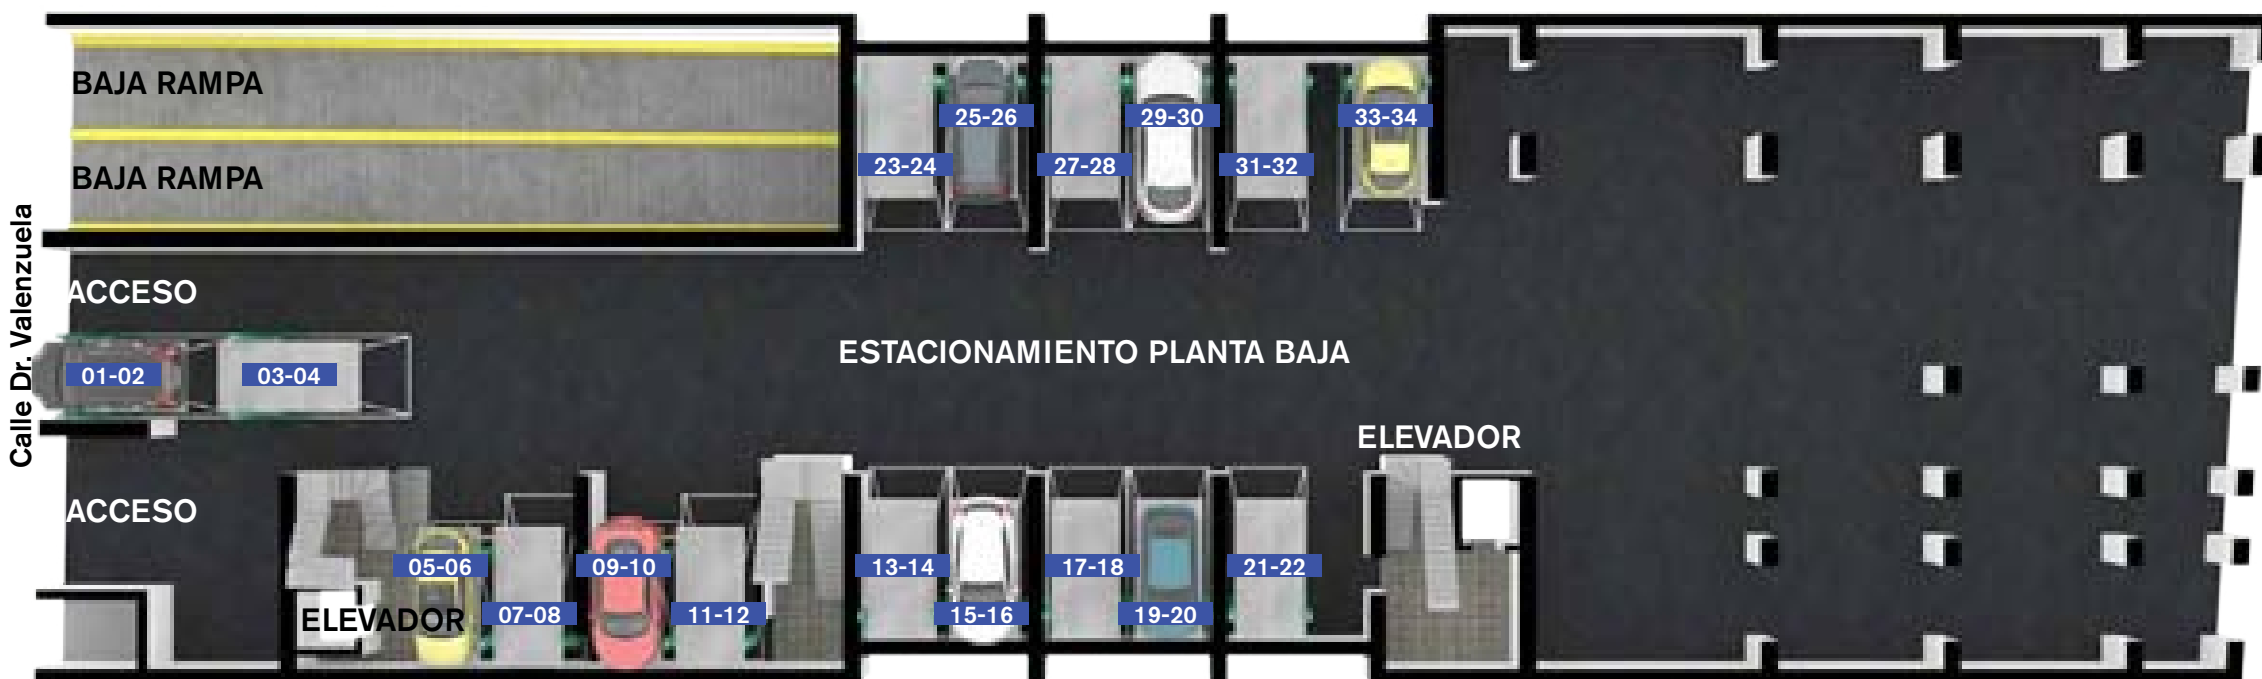 BAJA RAMPA
25-26
29-30
33-34
23-24
27-28
31-32
BAJA RAMPA
Calle Dr. Valenzuela
ACCESO
01-02
03-04
ESTACIONAMIENTO PLANTA BAJA
ELEVADOR
ACCESO
05-06
09-10
13-14
17-18
21-22
ELEVADOR
07-08
11-12
15-16
19-20